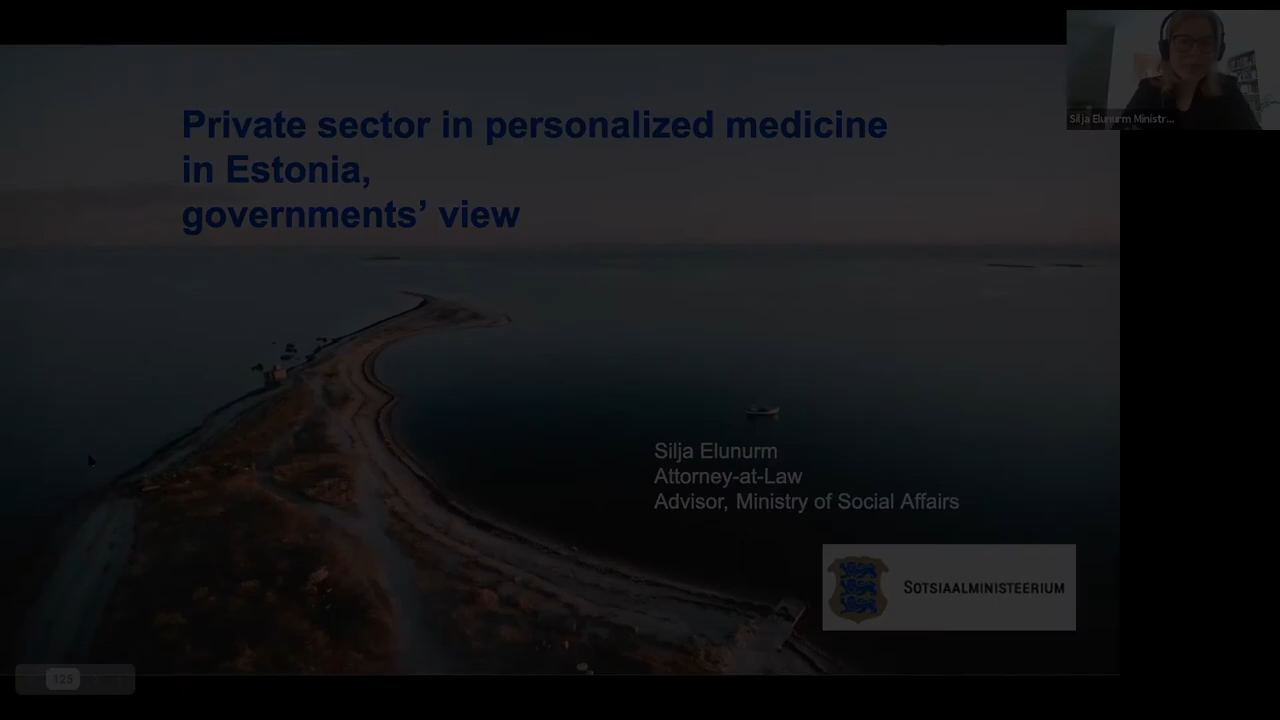 Silja Elunurm Ministr...
Private sector in personalized medicine
in Estonia,
governments’ view
Silja Elunurm
Attorney-at-Law
Advisor, Ministry of Social Affairs
SOTSIAALMINISTEERIUM
125